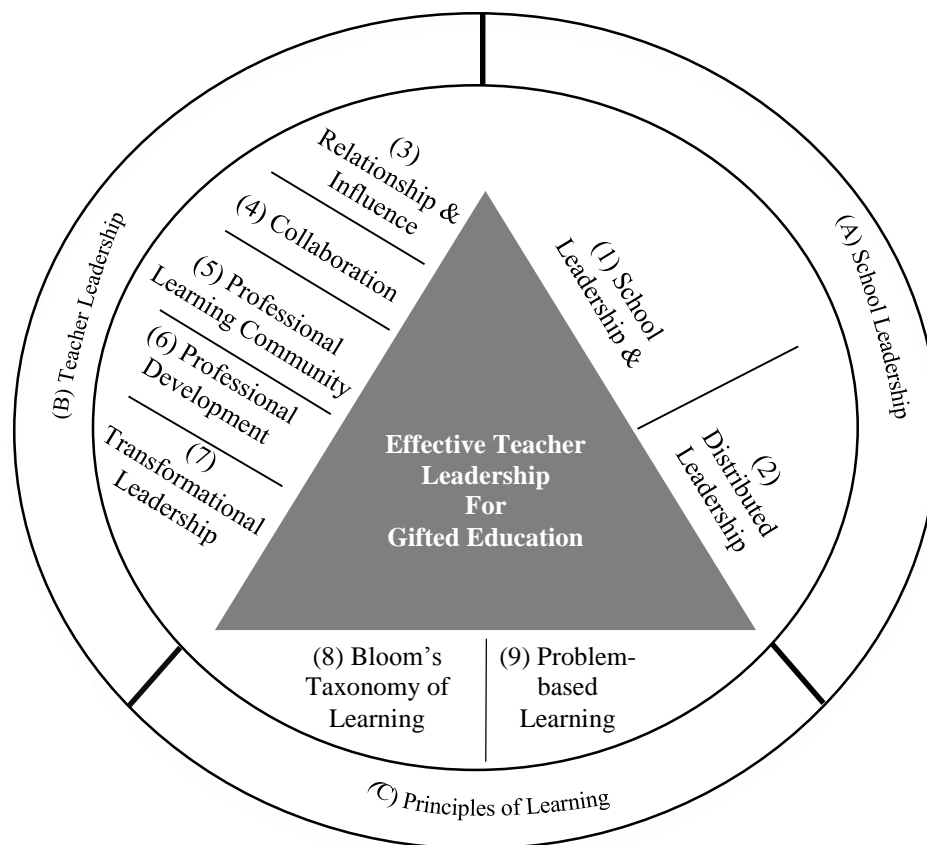 (A) School Leadership
(B) Teacher Leadership
(C) Principles of Learning
(1) School
Leadership &
(2)
Distributed
Leadership
(3)
Relationship &
Influence
(4) Collaboration
(5) Professional
Learning Community
(6) Professional
Development
(7)
Transformational
Leadership
Effective Teacher
Leadership
For
Gifted Education
(8) Bloom’s
Taxonomy of
Learning
(9) Problem-
based
Learning